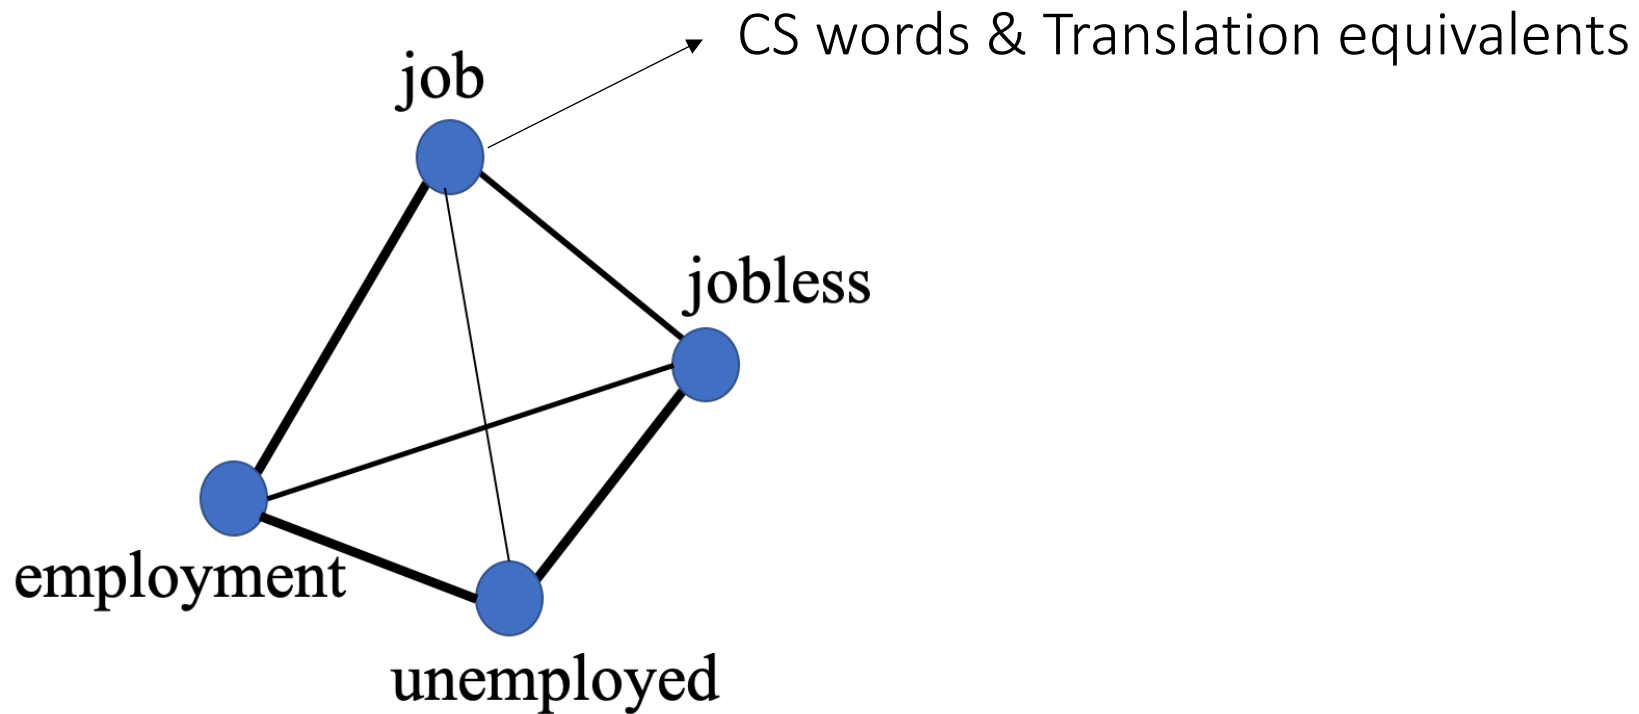 CS words & Translation equivalents
job
jobless
employment
unemployed